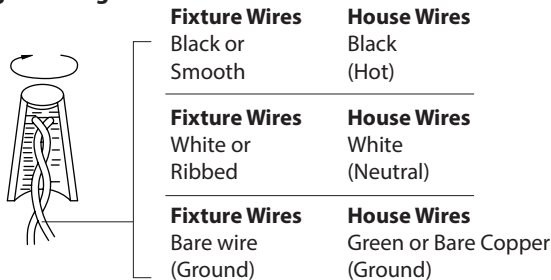 Fixture Wires House Wires
Black or Black
Smooth (Hot)
Fixture Wires House Wires
White or White
Ribbed (Neutral)
Fixture Wires House Wires
Bare wire Green or Bare Copper
(Ground) (Ground)